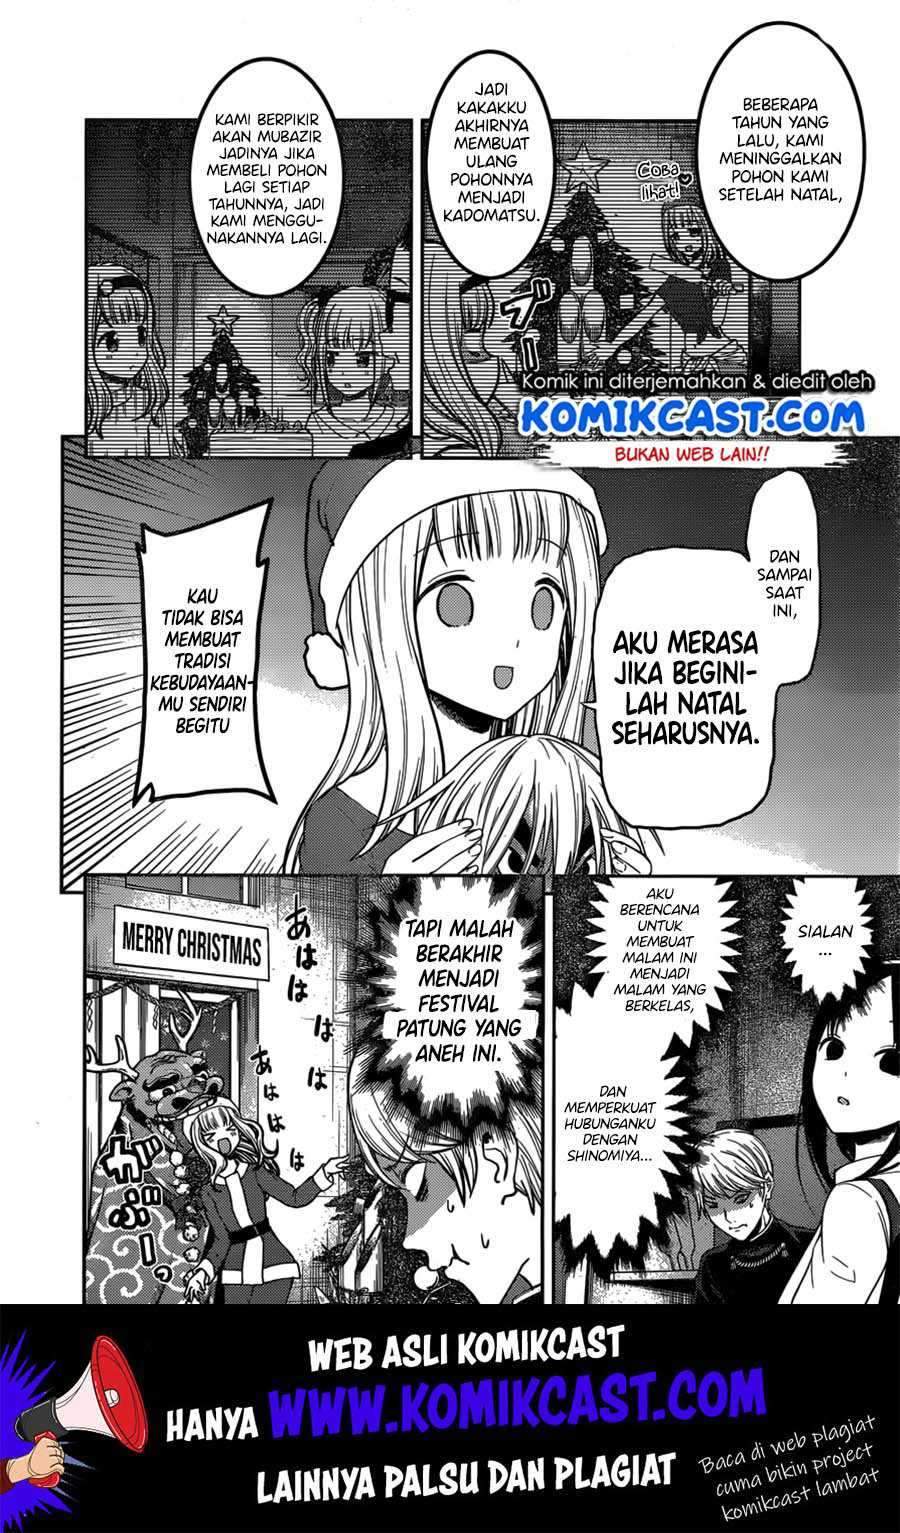 BEBERAPA
TAHUN YANG
LALU, KAMI
MENINGGALKAN
POHON KAMI
SETELAH NATAL,
JADI
KAKAKKU
AKHIRNYA
MEMBUAT
ULANG
POHONNYA
MENJADI
KADOMATSU.
Coba
lihat!
KAMI BERPIKIR
AKAN MUBAZIR
JADINYA JIKA
MEMBELI POHON
LAGI SETIAP
TAHUNNYA, JADI
KAMI MENGGU-
NAKANNYA LAGI.
Komik ini diterjemahkan & diedit oleh
KOMIKCAST.COM
BUKAN WEB LAIN!!
DAN
SAMPAI
SAAT
INI,
AKU MERASA
JIKA BEGINI-
LAH NATAL
SEHARUSNYA.
KAU
TIDAK BISA
MEMBUAT
TRADISI
KEBUDAYAAN-
MU SENDIRI
BEGITU
SIALAN
...
AKU
BERENCANA
UNTUK
MEMBUAT
MALAM INI
MENJADI
MALAM YANG
BERKELAS,
DAN
MEMPERKUAT
HUBUNGANKU
DENGAN
SHINOMIYA...
TAPI MALAH
BERAKHIR
MENJADI
FESTIVAL
PATUNG YANG
ANEH INI.
MERRY CHRISTMAS
あはは
はは
あははは
WEB ASLI KOMIKCAST
HANYA WWW.KOMIKCAST.COM
LAINNYA PALSU DAN PLAGIAT
Baca di web plagiat
cuma bikin project
komikcast lambat